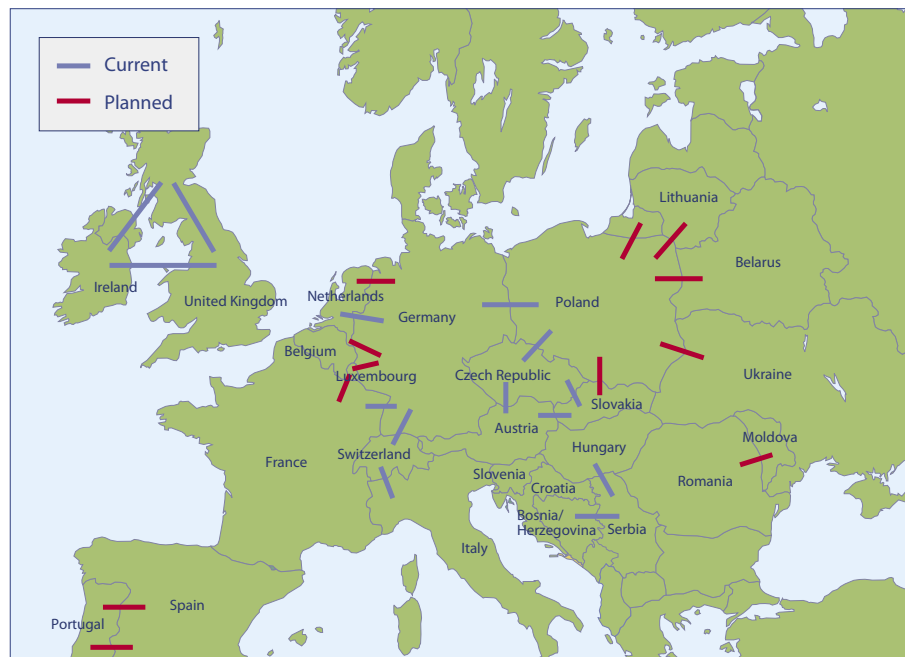 Current
Planned
Lithuania
Belarus
Ireland
United Kingdom
Netherlands
Germany
Poland
Belgium
Luxembourg
Czech Republic
Ukraine
Slovakia
Austria
Moldova
France
Switzerland
Hungary
Slovenia
Croatia
Romania
Bosnia/
Herzegovina
Serbia
Italy
Spain
Portugal